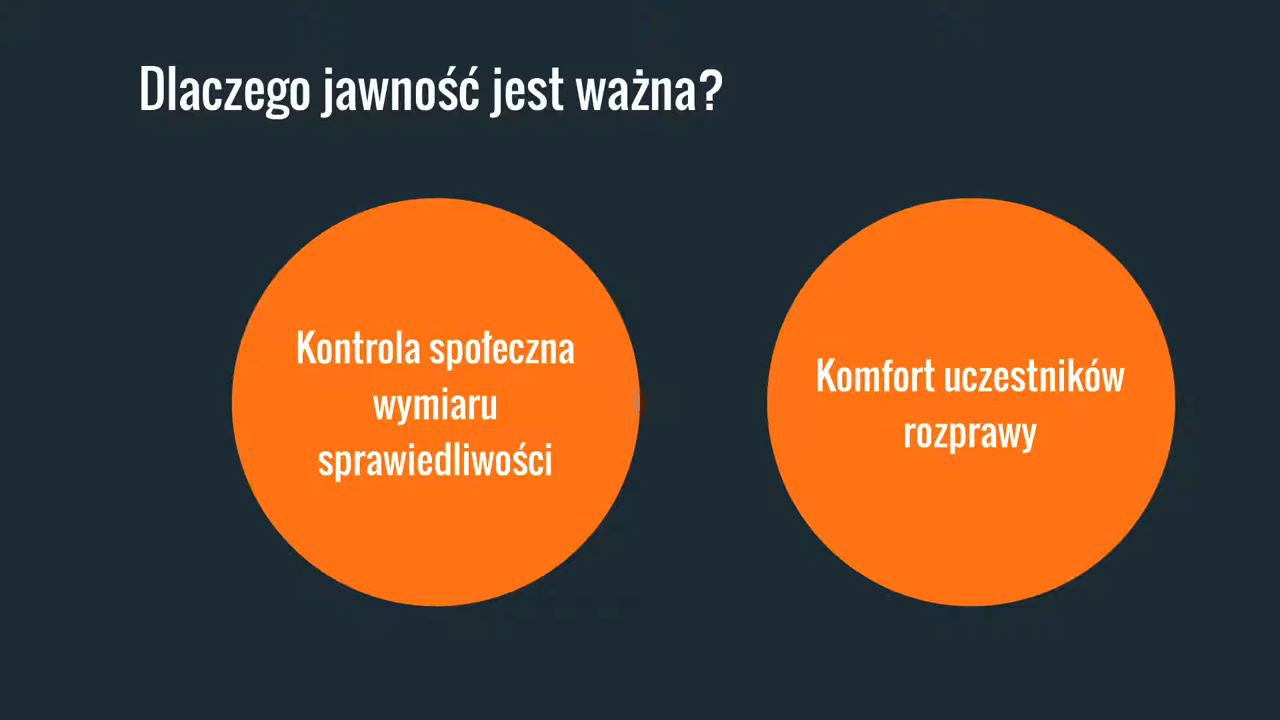 Dlaczego jawność jest ważna?
Kontrola społeczna
wymiaru
sprawiedliwości
Komfort uczestników
rozprawy